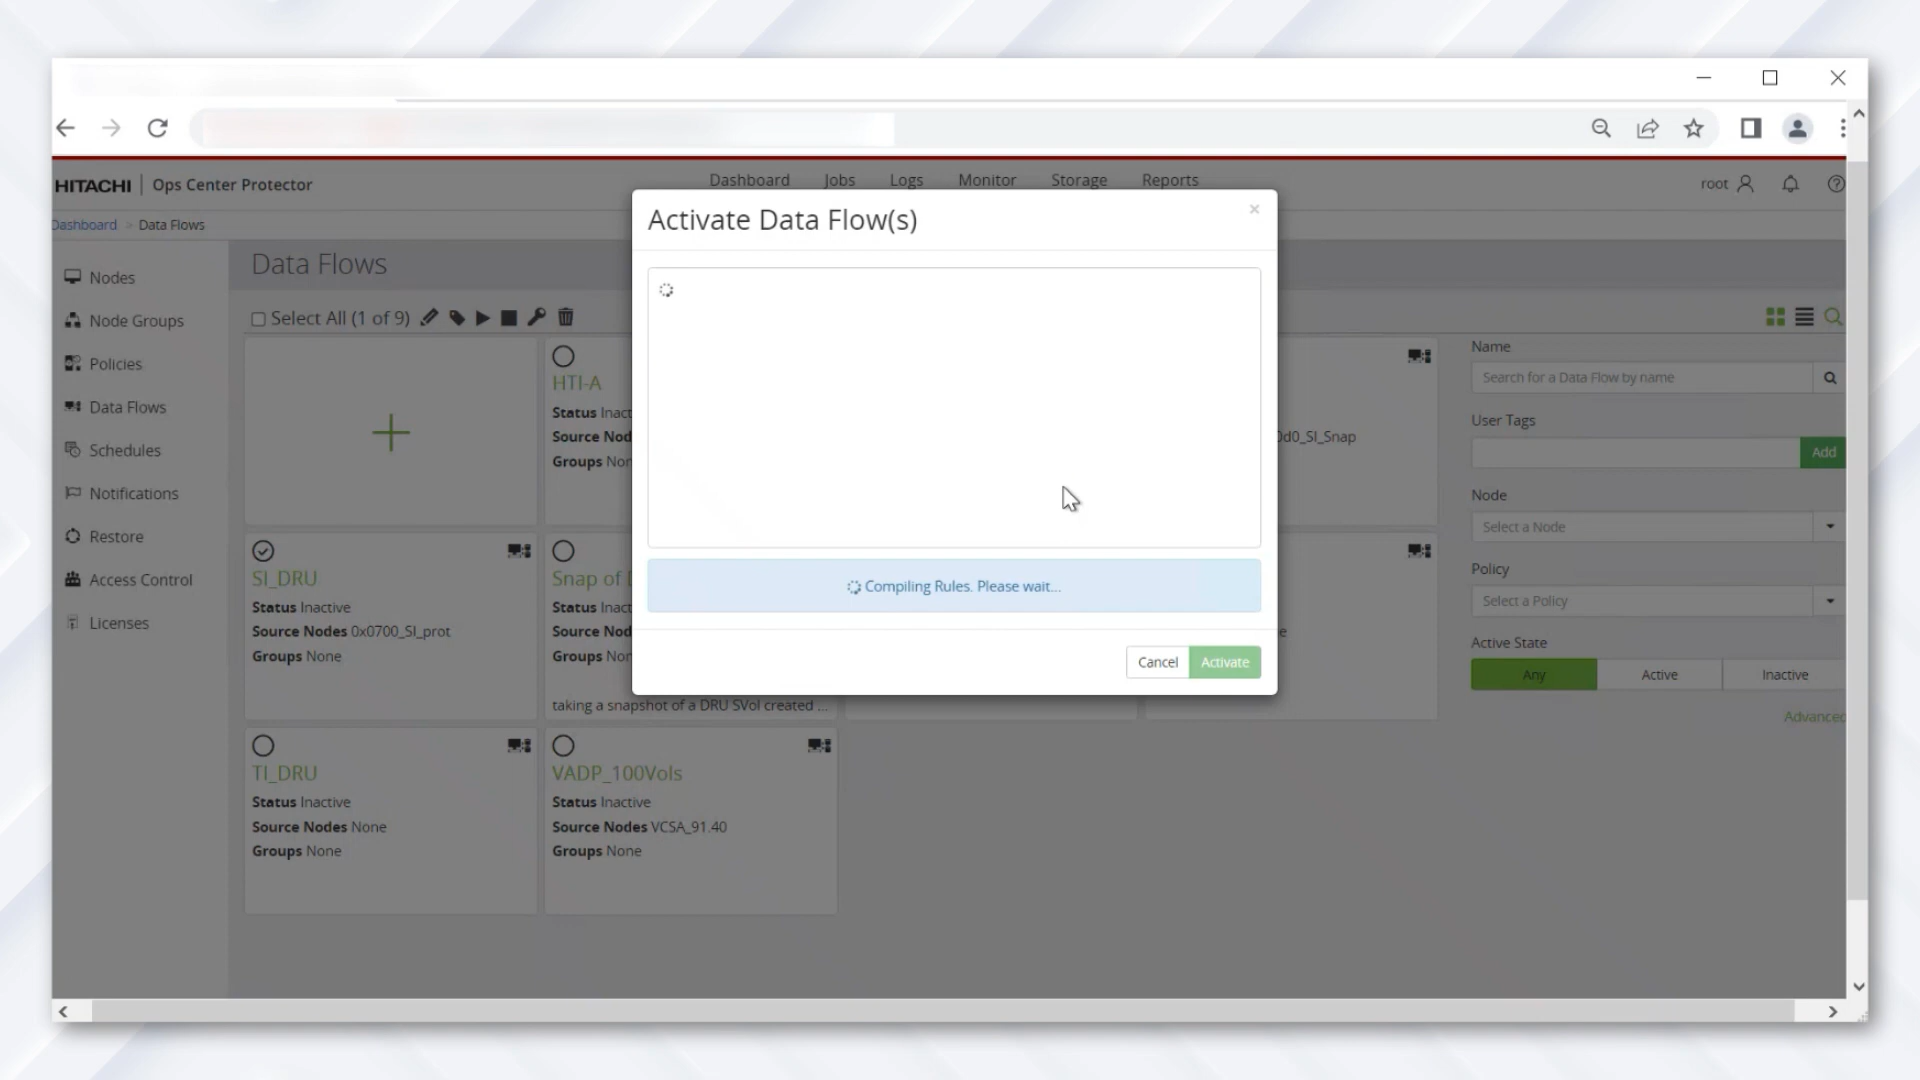 HITACHI Ops Center Protector
Dashboard Jobs Logs Monitor Storage Reports
root
Dashboard > Data Flows
Nodes
Node Groups
Policies
Data Flows
Schedules
Notifications
Restore
Access Control
Licenses
Data Flows
Select All (1 of 9)
HTI-A
Status Inact
Source Nod
Groups Non
0d0_SI_Snap
SI_DRU
Status Inactive
Source Nodes 0x0700_SI_prot
Groups None
Snap of
Status Inact
Source Nod
Groups Non
taking a snapshot of a DRU SVol created ...
e
TI_DRU
Status Inactive
Source Nodes None
Groups None
VADP_100Vols
Status Inactive
Source Nodes VCSA_91.40
Groups None
Name
Search for a Data Flow by name
User Tags
Add
Node
Select a Node
Policy
Select a Policy
Active State
Any Active Inactive
Advanced
Activate Data Flow(s)
Compiling Rules. Please wait...
Cancel Activate